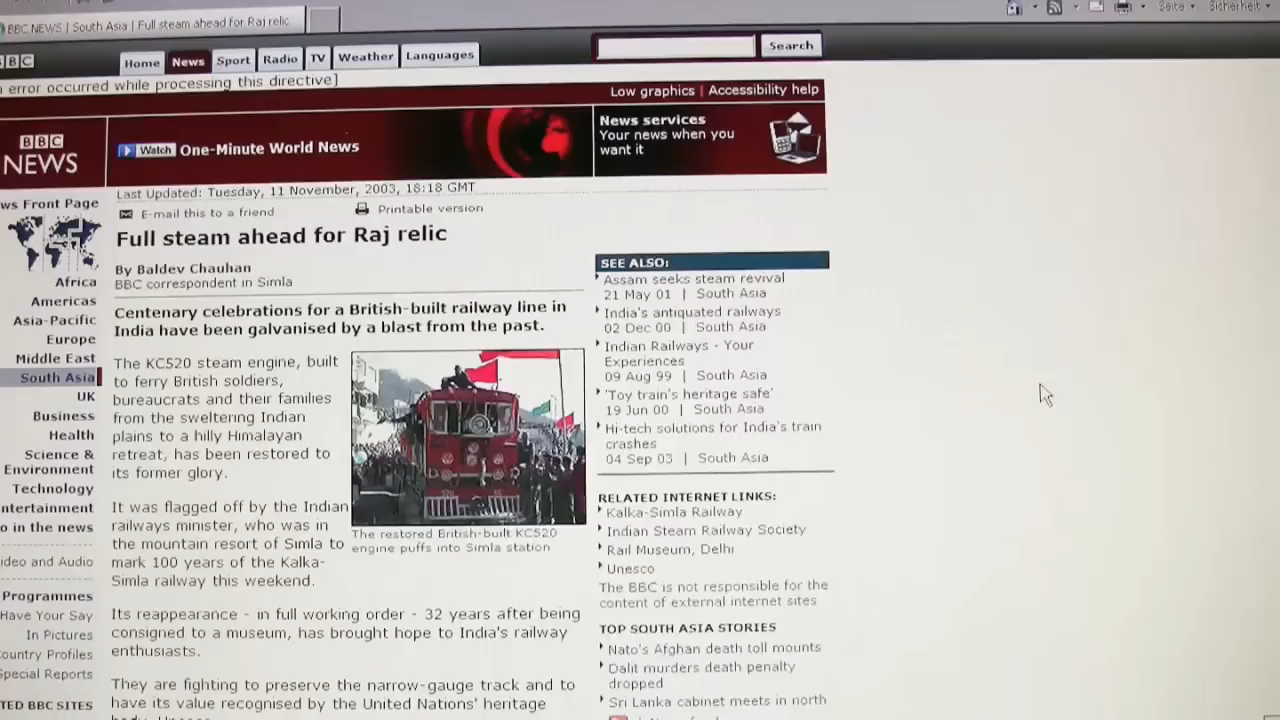 BBC NEWS | South Asia | Full steam ahead for Raj relic
Seite
Sicherheit
BBC
Home
News
Sport
Radio
TV
Weather
Languages
Search
error occurred while processing this directive]
Low graphics | Accessibility help
BBC
NEWS
Watch One-Minute World News
News services
Your news when you
want it
Last Updated: Tuesday, 11 November, 2003, 18:18 GMT
E-mail this to a friend
Printable version
Front Page
Africa
Americas
Asia-Pacific
Europe
Middle East
South Asia
UK
Business
Health
Science &
Environment
Technology
in the news
and Audio
Programmes
Have Your Say
In Pictures
Profiles
Special Reports
BBC SITES
Full steam ahead for Raj relic
By Baldev Chauhan
BBC correspondent in Simla
Centenary celebrations for a British-built railway line in
India have been galvanised by a blast from the past.
The KC520 steam engine, built
to ferry British soldiers,
bureaucrats and their families
from the sweltering Indian
plains to a hilly Himalayan
retreat, has been restored to
its former glory.
It was flagged off by the Indian
railways minister, who was in
the mountain resort of Simla to
mark 100 years of the Kalka-
Simla railway this weekend.
The restored British-built KC520
engine puffs into Simla station
Its reappearance - in full working order - 32 years after being
consigned to a museum, has brought hope to India's railway
enthusiasts.
They are fighting to preserve the narrow-gauge track and to
have its value recognised by the United Nations' heritage
SEE ALSO:
Assam seeks steam revival
21 May 01 | South Asia
India's antiquated railways
02 Dec 00 | South Asia
Indian Railways - Your
Experiences
09 Aug 99 | South Asia
'Toy train's heritage safe'
19 Jun 00 | South Asia
Hi-tech solutions for India's train
crashes
04 Sep 03 | South Asia
RELATED INTERNET LINKS:
Kalka-Simla Railway
Indian Steam Railway Society
Rail Museum, Delhi
Unesco
The BBC is not responsible for the
content of external internet sites
TOP SOUTH ASIA STORIES
Nato's Afghan death toll mounts
Dalit murders death penalty
dropped
Sri Lanka cabinet meets in north